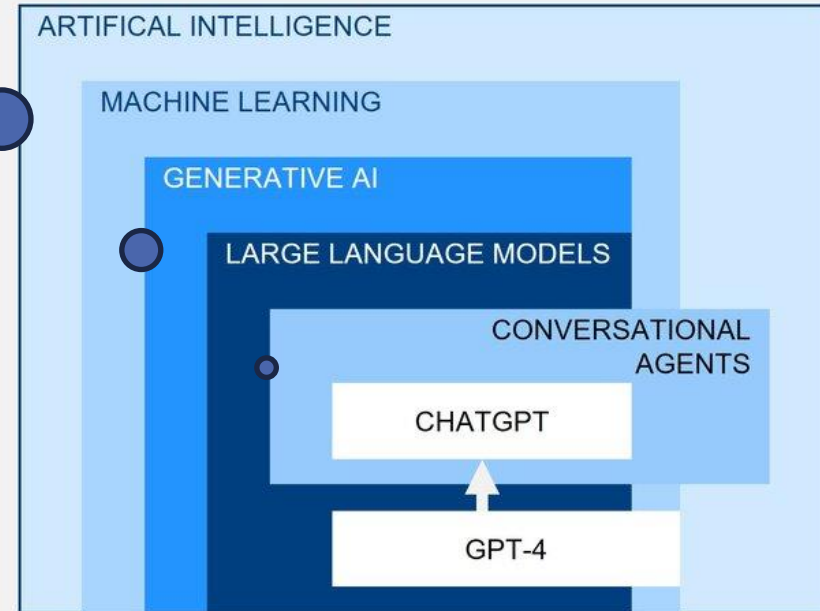 ARTIFICAL INTELLIGENCE
MACHINE LEARNING
GENERATIVE AI
LARGE LANGUAGE MODELS
CONVERSATIONAL
AGENTS
CHATGPT
GPT-4